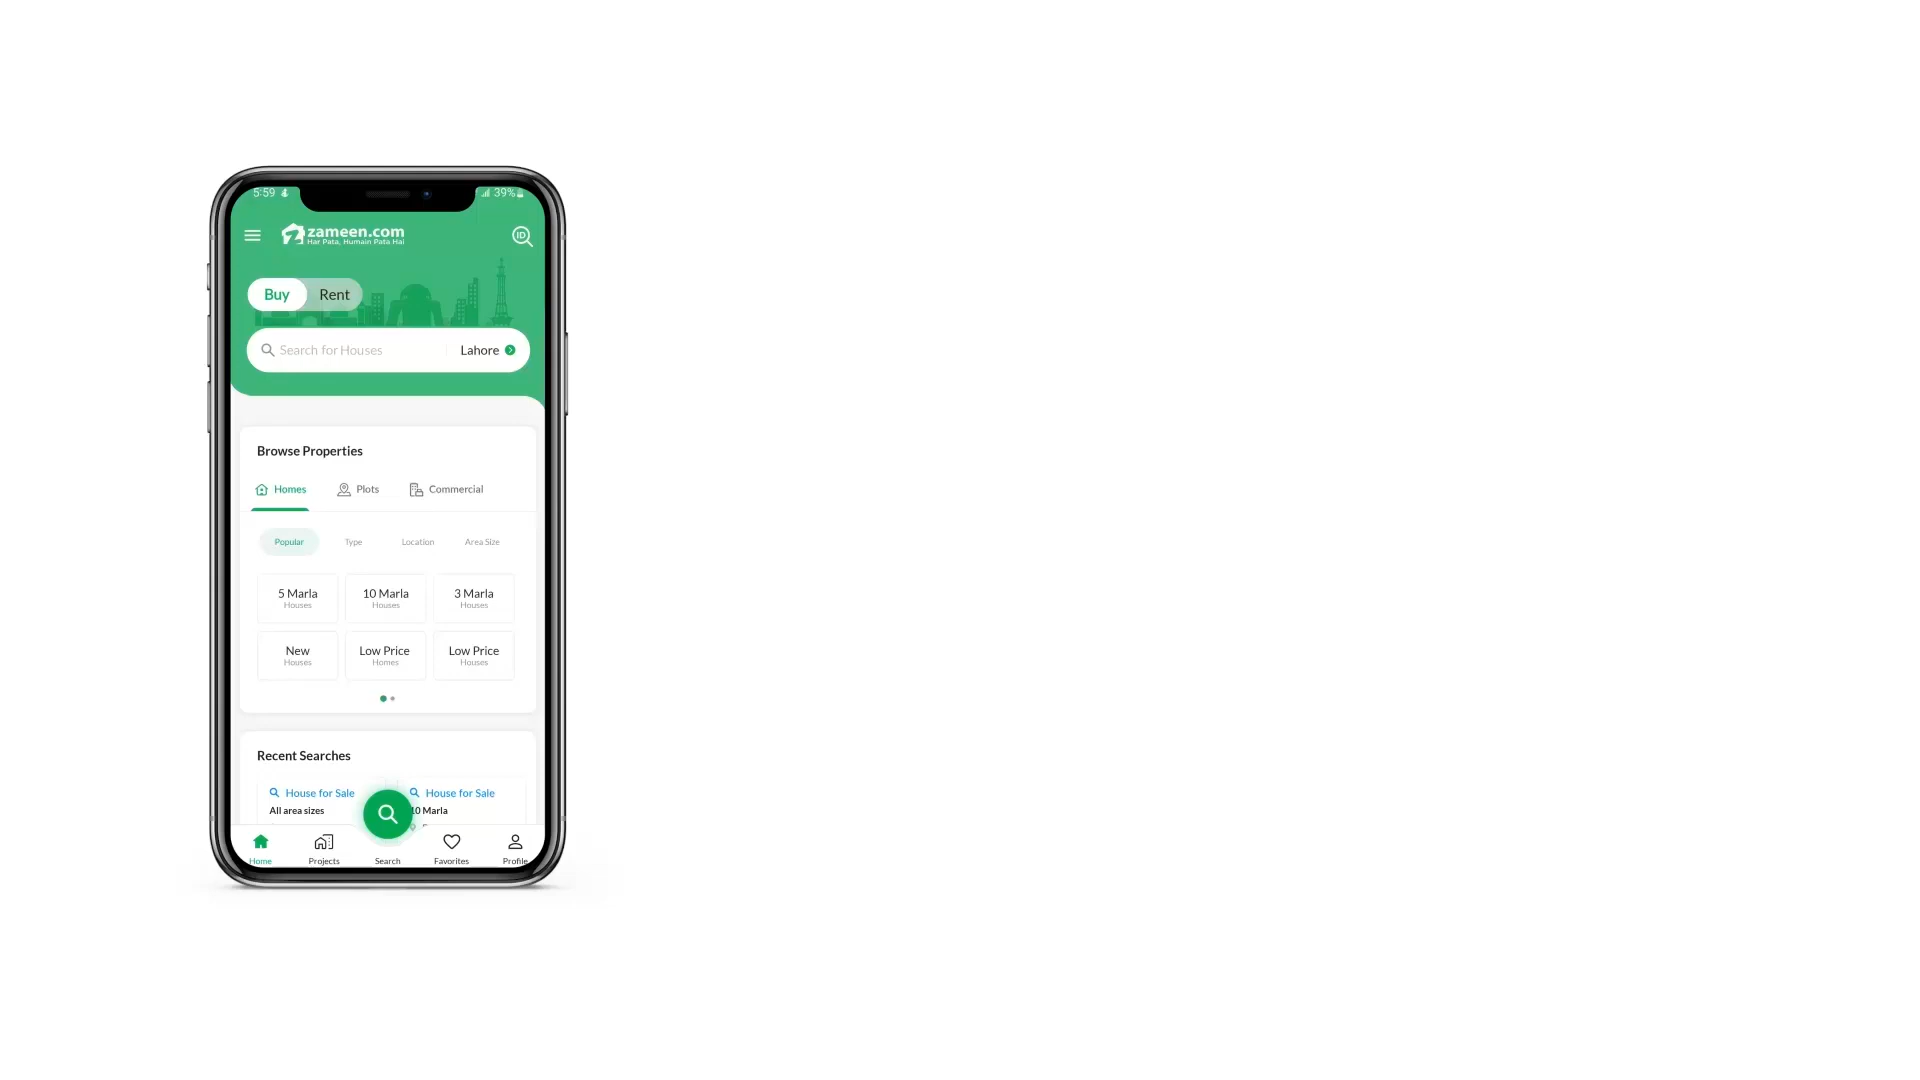 5:59
39%
zameen.com
Har Pata, Humain Pata Hai
ID
Buy Rent
Search for Houses Lahore
Browse Properties
Homes Plots Commercial
Popular Type Location Area Size
5 Marla 10 Marla 3 Marla
Houses Houses Houses
New Low Price Low Price
Houses Homes Houses
Recent Searches
House for Sale House for Sale
All area sizes 10 Marla
Home Projects Search Favorites Profile